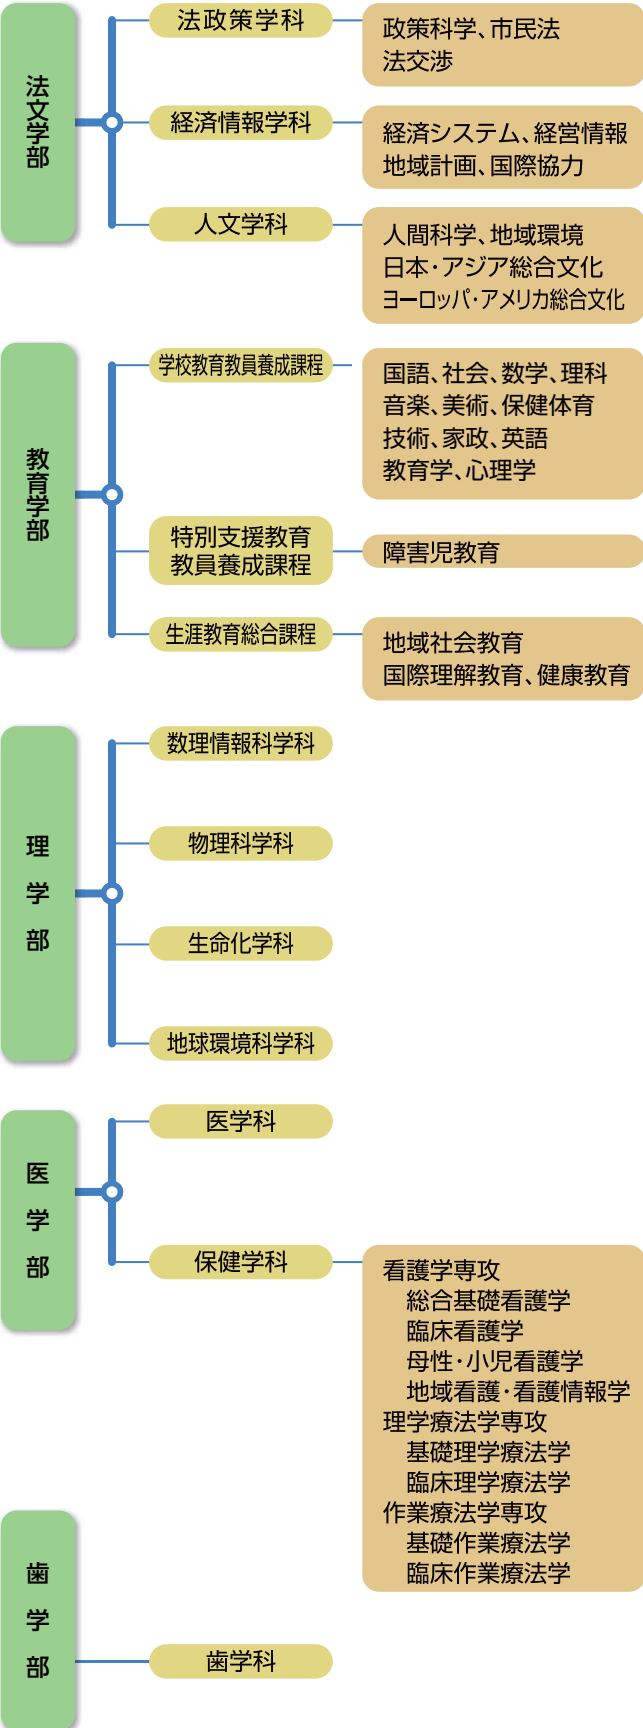 法文学部
法政策学科
政策科学、市民法
法交渉
経済情報学科
経済システム、経営情報
地域計画、国際協力
人文学科
人間科学、地域環境
日本・アジア総合文化
ヨーロッパ・アメリカ総合文化
教育学部
学校教育教員養成課程
国語、社会、数学、理科
音楽、美術、保健体育
技術、家政、英語
教育学、心理学
特別支援教育
教員養成課程
障害児教育
生涯教育総合課程
地域社会教育
国際理解教育、健康教育
理学部
数理情報科学科
物理科学科
生命化学科
地球環境科学科
医学部
医学科
保健学科
看護学専攻
総合基礎看護学
臨床看護学
母性・小児看護学
地域看護・看護情報学
理学療法学専攻
基礎理学療法学
臨床理学療法学
作業療法学専攻
基礎作業療法学
臨床作業療法学
歯学部
歯学科